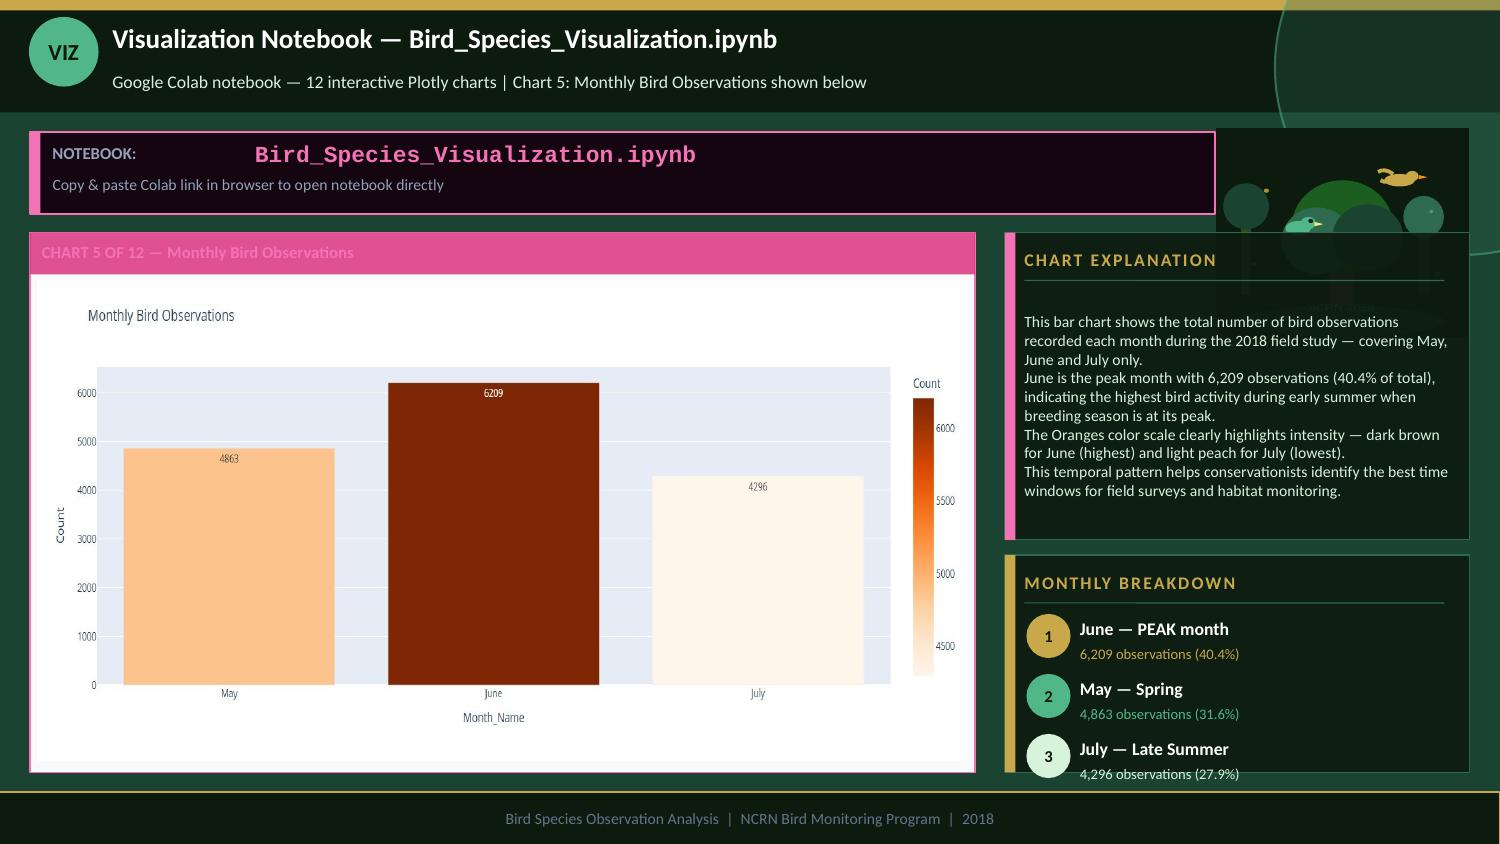 VIZ
Visualization Notebook — Bird_Species_Visualization.ipynb
Google Colab notebook — 12 interactive Plotly charts | Chart 5: Monthly Bird Observations shown below
NOTEBOOK: Bird_Species_Visualization.ipynb
Copy & paste Colab link in browser to open notebook directly
CHART 5 OF 12 — Monthly Bird Observations
Monthly Bird Observations
Count
6000
5000
4000
3000
2000
1000
0
4863
6209
4296
May
June
July
Month_Name
Count
6000
5500
5000
4500
CHART EXPLANATION
This bar chart shows the total number of bird observations
recorded each month during the 2018 field study — covering May,
June and July only.
June is the peak month with 6,209 observations (40.4% of total),
indicating the highest bird activity during early summer when
breeding season is at its peak.
The Oranges color scale clearly highlights intensity — dark brown
for June (highest) and light peach for July (lowest).
This temporal pattern helps conservationists identify the best time
windows for field surveys and habitat monitoring.
MONTHLY BREAKDOWN
1
June — PEAK month
6,209 observations (40.4%)
2
May — Spring
4,863 observations (31.6%)
3
July — Late Summer
4,296 observations (27.9%)
Bird Species Observation Analysis | NCRN Bird Monitoring Program | 2018